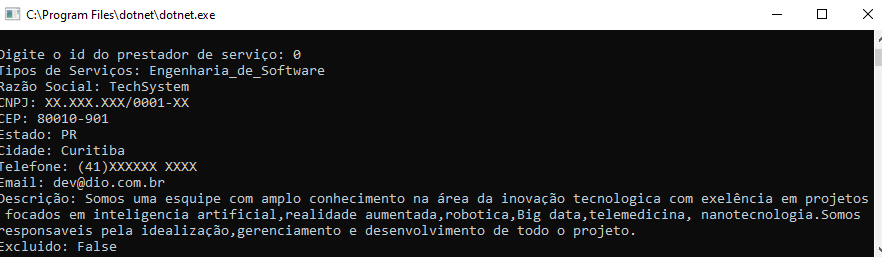 C:\Program Files\dotnet\dotnet.exe
Digite o id do prestador de serviço: 0
Tipos de Serviços: Engenharia_de_Software
Razão Social: TechSystem
CNPJ: XX.XXX.XXX/0001-XX
CEP: 80010-901
Estado: PR
Cidade: Curitiba
Telefone: (41)XXXXXX XXXX
Email: dev@dio.com.br
Descrição: Somos uma esquipe com amplo conhecimento na área da inovação tecnologica com exelência em projetos
focados em inteligencia artificial,realidade aumentada,robotica,Big data,telemedicina, nanotecnologia.Somos
responsaveis pela idealização,gerenciamento e desenvolvimento de todo o projeto.
Excluido: False